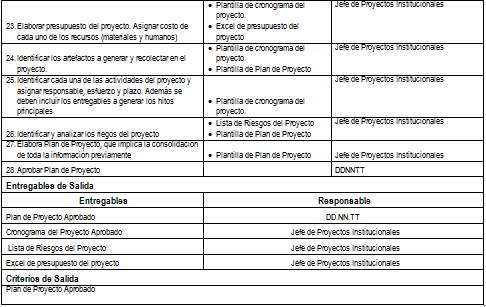 • Plantilla de cronograma del proyecto.
Jefe de Proyectos Institucionales
23. Elaborar presupuesto del proyecto. Asignar costo de cada uno de los recursos (materiales y humanos)
• Excel de presupuesto del proyecto
24. Identificar los artefactos a generar y recolectar en el proyecto.
• Plantilla de cronograma del proyecto.
• Plantilla de Plan de Proyecto
Jefe de Proyectos Institucionales
25. Identificar cada una de las actividades del proyecto y asignar responsable, esfuerzo y plazo. Además se deben incluir los entregables a generar los hitos principales
• Plantilla de cronograma del proyecto.
Jefe de Proyectos Institucionales
26. Identificar y analizar los riegos del proyecto
• Lista de Riesgos del Proyecto
• Plantilla de Plan de Proyecto
Jefe de Proyectos Institucionales
27. Elabora Plan de Proyecto, que implica la consolidación de toda la información previamente
• Plantilla de Plan de Proyecto
Jefe de Proyectos Institucionales
28. Aprobar Plan de Proyecto
DDNNTT
Entregables de Salida
Entregables
Responsable
Plan de Proyecto Aprobado
DD.NN.TT
Cronograma del Proyecto Aprobado
Jefe de Proyectos Institucionales
Lista de Riesgos del Proyecto
Jefe de Proyectos Institucionales
Excel de presupuesto del proyecto
Jefe de Proyectos Institucionales
Criterios de Salida
Plan de Proyecto Aprobado